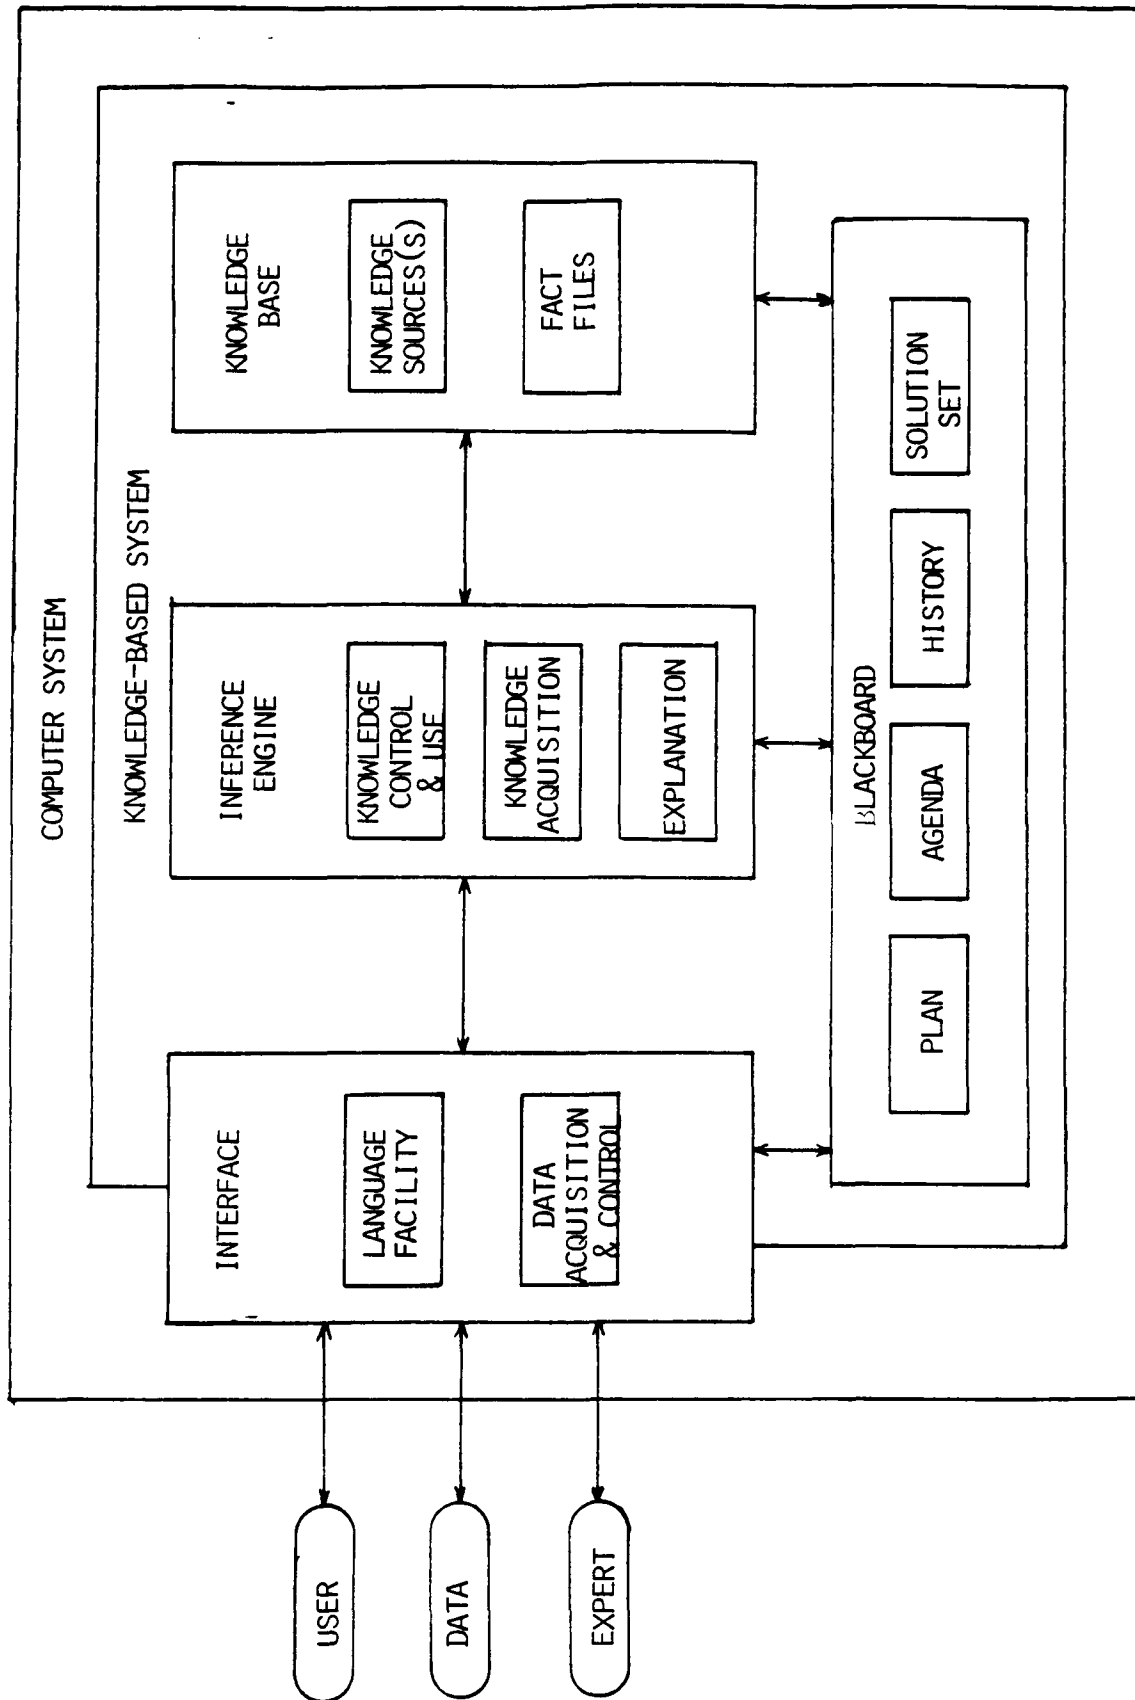 COMPUTER SYSTEM
KNOWLEDGE-BASED SYSTEM
USER
DATA
EXPERT
INTERFACE
LANGUAGE
FACILITY
DATA
ACQUISITION
& CONTROL
INFERENCE
ENGINE
KNOWLEDGE
CONTROL
& USE
KNOWLEDGE
ACQUISITION
EXPLANATION
KNOWLEDGE
BASE
KNOWLEDGE
SOURCES(S)
FACT
FILES
BLACKBOARD
PLAN
AGENDA
HISTORY
SOLUTION
SET